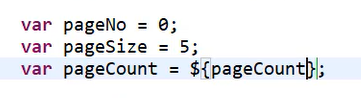 var pageNo = 0;
var pageSize = 5;
var pageCount = ${pageCount};